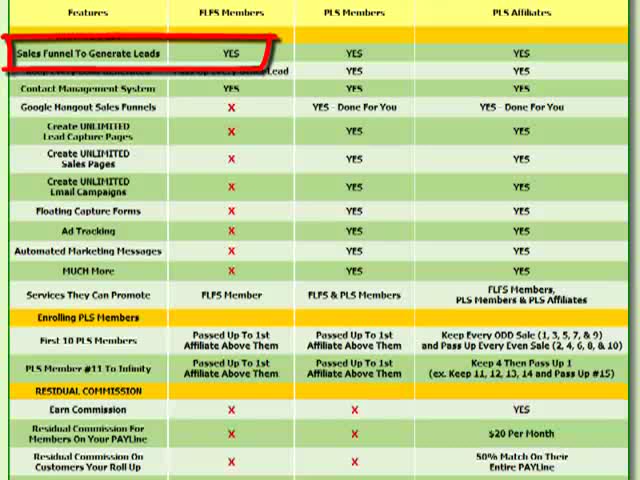 Features FLFS Members PLS Members PLS Affiliates
Sales Funnel To Generate Leads YES YES YES
Lead YES YES
Contact Management System YES YES YES
Google Hangout Sales Funnels X YES - Done For You YES - Done For You
Create UNLIMITED
Lead Capture Pages X YES YES
Create UNLIMITED
Sales Pages X YES YES
Create UNLIMITED
Email Campaigns X YES YES
Floating Capture Forms X YES YES
Ad Tracking X YES YES
Automated Marketing Messages X YES YES
MUCH More X YES YES
Services They Can Promote FLFS Member FLFS & PLS Members FLFS Members,
PLS Members & PLS Affiliates
Enrolling PLS Members
First 10 PLS Members Passed Up To 1st
Affiliate Above Them Passed Up To 1st
Affiliate Above Them Keep Every ODD Sale (1, 3, 5, 7, & 9)
and Pass Up Every Even Sale (2, 4, 6, 8, & 10)
PLS Member #11 To Infinity Passed Up To 1st
Affiliate Above Them Passed Up To 1st
Affiliate Above Them Keep 4 Then Pass Up 1
(ex. Keep 11, 12, 13, 14 and Pass Up #15)
RESIDUAL COMMISSION
Earn Commission X X YES
Residual Commission For
Members On Your PAYLine X X $20 Per Month
Residual Commission On
Customers Your Roll Up X X 50% Match On Their
Entire PAYLine